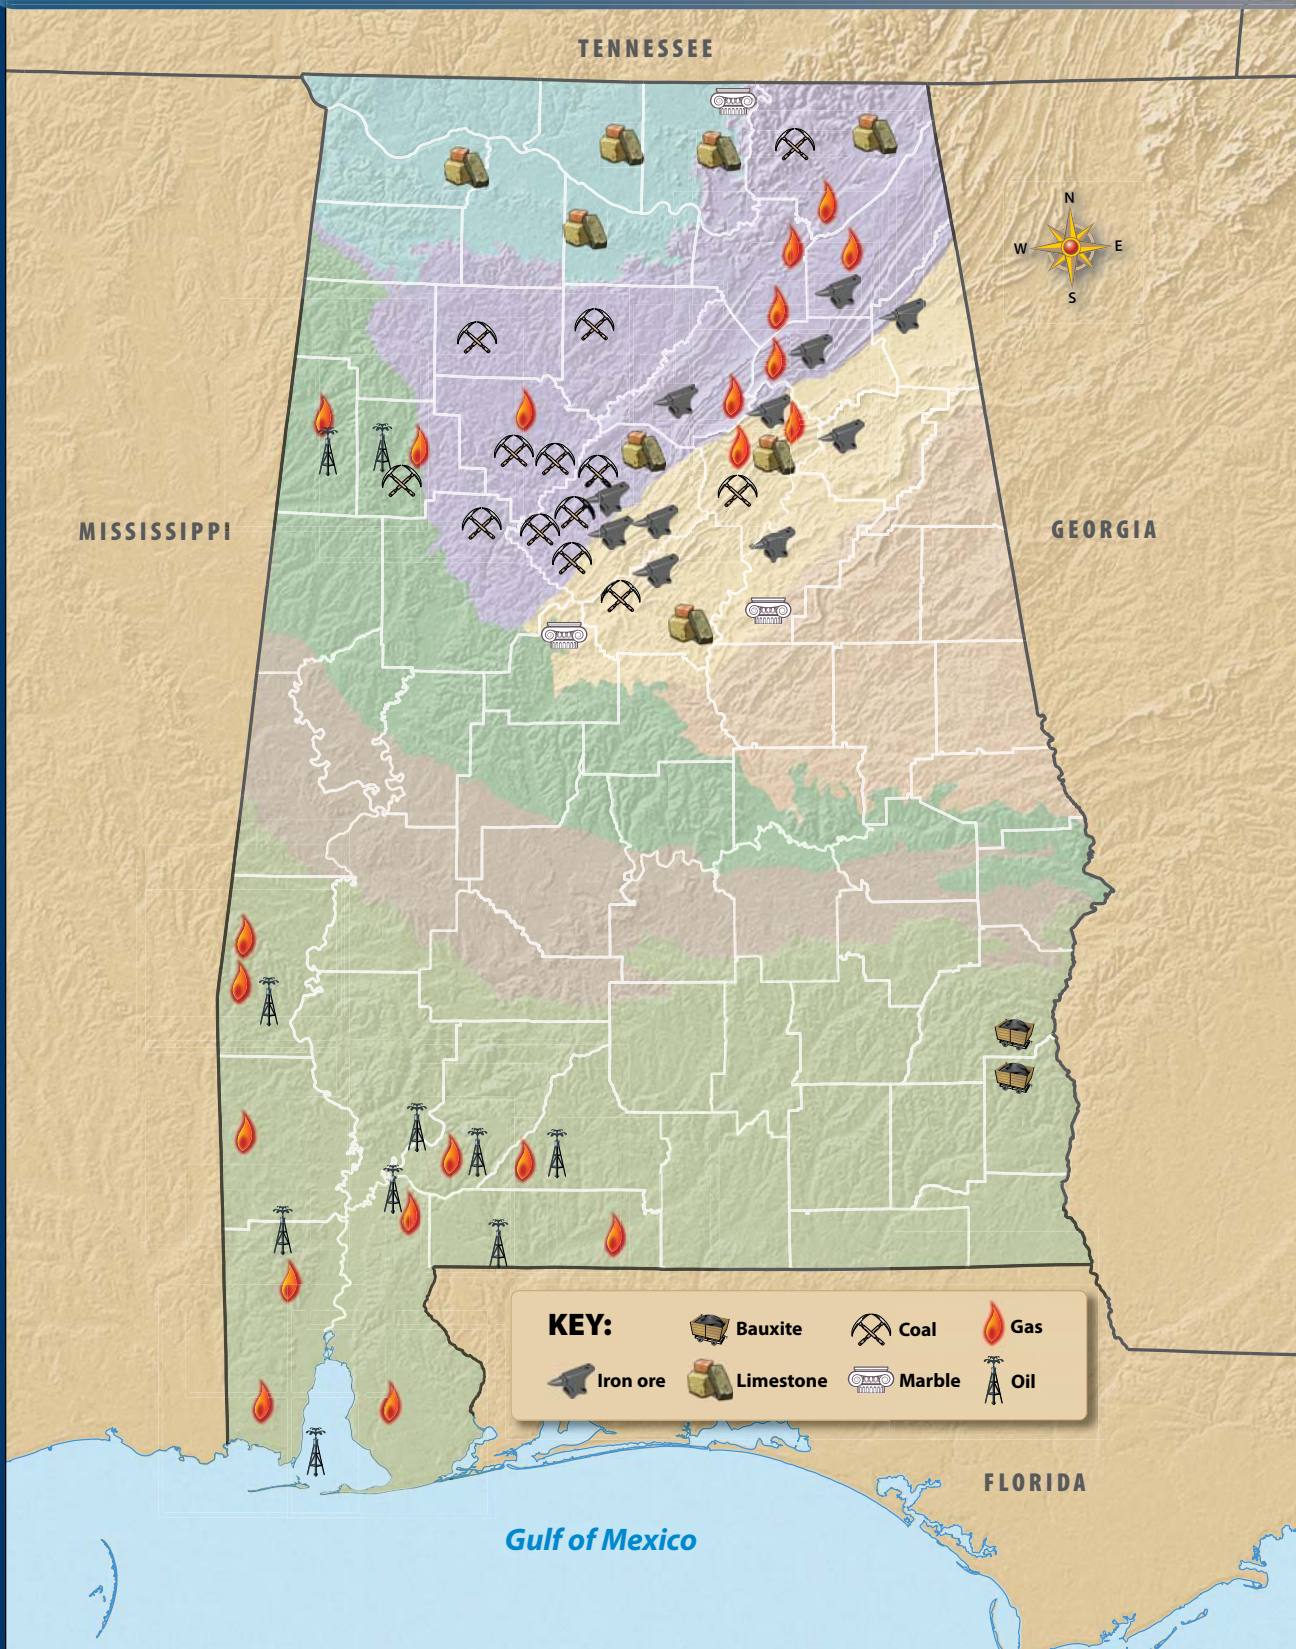 TENNESSEE
N
W
E
S
MISSISSIPPI
GEORGIA
KEY:
Bauxite
Coal
Gas
Iron ore
Limestone
Marble
Oil
FLORIDA
Gulf of Mexico